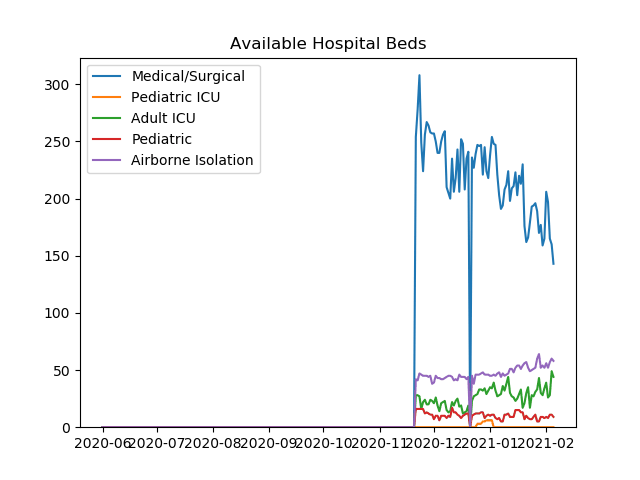 Available Hospital Beds
Medical/Surgical
Pediatric ICU
Adult ICU
Pediatric
Airborne Isolation
300
250
200
150
100
50
0
2020-06 2020-07 2020-08 2020-09 2020-10 2020-11 2020-12 2021-01 2021-02